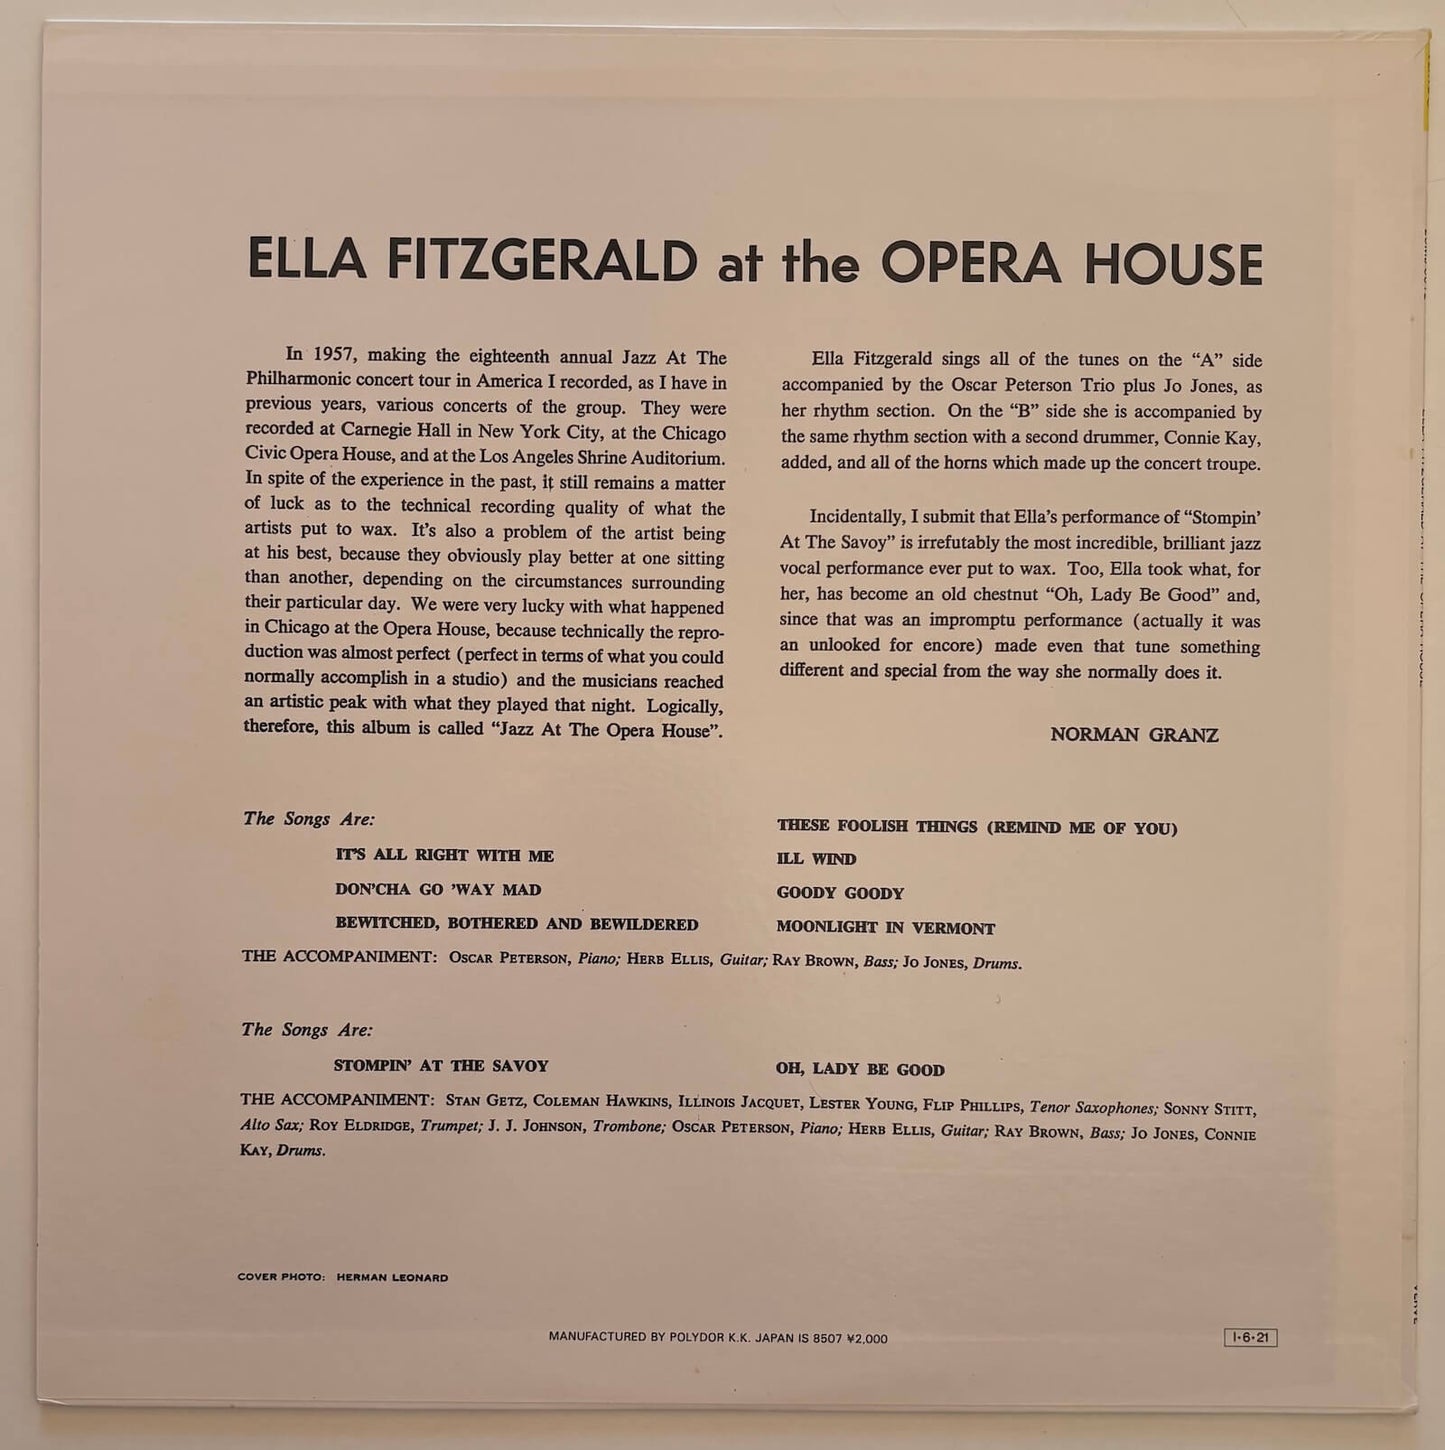 ELLA FITZGERALD at the OPERA HOUSE
In 1957, making the eighteenth annual Jazz At The
Philharmonic concert tour in America I recorded, as I have in
previous years, various concerts of the group. They were
recorded at Carnegie Hall in New York City, at the Chicago
Civic Opera House, and at the Los Angeles Shrine Auditorium.
In spite of the experience in the past, it still remains a matter
of luck as to the technical recording quality of what the
artists put to wax. It's also a problem of the artist being
at his best, because they obviously play better at one sitting
than another, depending on the circumstances surrounding
their particular day. We were very lucky with what happened
in Chicago at the Opera House, because technically the repro-
duction was almost perfect (perfect in terms of what you could
normally accomplish in a studio) and the musicians reached
an artistic peak with what they played that night. Logically,
therefore, this album is called “Jazz At The Opera House”.
Ella Fitzgerald sings all of the tunes on the “A” side
accompanied by the Oscar Peterson Trio plus Jo Jones, as
her rhythm section. On the “B” side she is accompanied by
the same rhythm section with a second drummer, Connie Kay,
added, and all of the horns which made up the concert troupe.
Incidentally, I submit that Ella's performance of “Stompin'
At The Savoy” is irrefutably the most incredible, brilliant jazz
vocal performance ever put to wax. Too, Ella took what, for
her, has become an old chestnut “Oh, Lady Be Good” and,
since that was an impromptu performance (actually it was
an unlooked for encore) made even that tune something
different and special from the way she normally does it.
NORMAN GRANZ
The Songs Are:
IT'S ALL RIGHT WITH ME
DON'CHA GO 'WAY MAD
BEWITCHED, BOTHERED AND BEWILDERED
THESE FOOLISH THINGS (REMIND ME OF YOU)
ILL WIND
GOODY GOODY
MOONLIGHT IN VERMONT
THE ACCOMPANIMENT: OSCAR PETERSON, Piano; HERB ELLIS, Guitar; RAY BROWN, Bass; JO JONES, Drums.
The Songs Are:
STOMPIN' AT THE SAVOY
OH, LADY BE GOOD
THE ACCOMPANIMENT: STAN GETZ, COLEMAN HAWKINS, ILLINOIS JACQUET, LESTER YOUNG, FLIP PHILLIPS, Tenor Saxophones; SONNY STITT,
Alto Sax; ROY ELDRIDGE, Trumpet; J. J. JOHNSON, Trombone; OSCAR PETERSON, Piano; HERB ELLIS, Guitar; RAY BROWN, Bass; JO JONES, CONNIE
KAY, Drums.
COVER PHOTO: HERMAN LEONARD
MANUFACTURED BY POLYDOR K.K. JAPAN IS 8507 ¥2,000
I·6·21